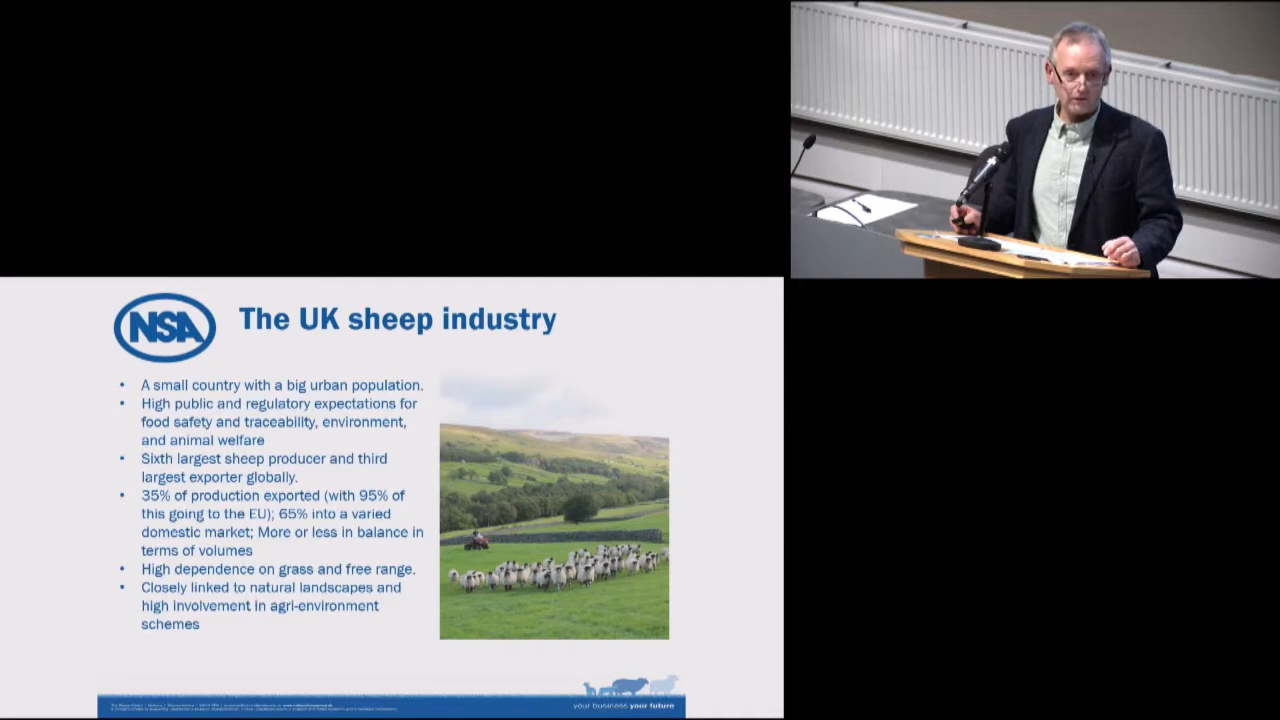 NSA
The UK sheep industry
• A small country with a big urban population.
• High public and regulatory expectations for
food safety and traceability, environment,
and animal welfare
• Sixth largest sheep producer and third
largest exporter globally.
• 35% of production exported (with 95% of
this going to the EU); 65% into a varied
domestic market; More or less in balance in
terms of volumes
• High dependence on grass and free range.
• Closely linked to natural landscapes and
high involvement in agri-environment
schemes
your business your future